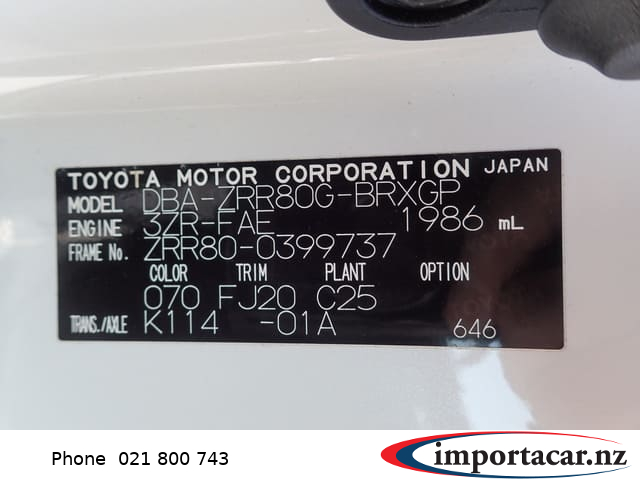 TOYOTA MOTOR CORPORATION JAPAN
MODEL DBA-ZRR80G-BRXGP
ENGINE 3ZR-FAE 1986 mL
FRAME No. ZRR80-0399737
COLOR TRIM PLANT OPTION
070 FJ20 C25
TRANS./AXLE K114 -01A 646
Phone 021 800 743
importacar.nz